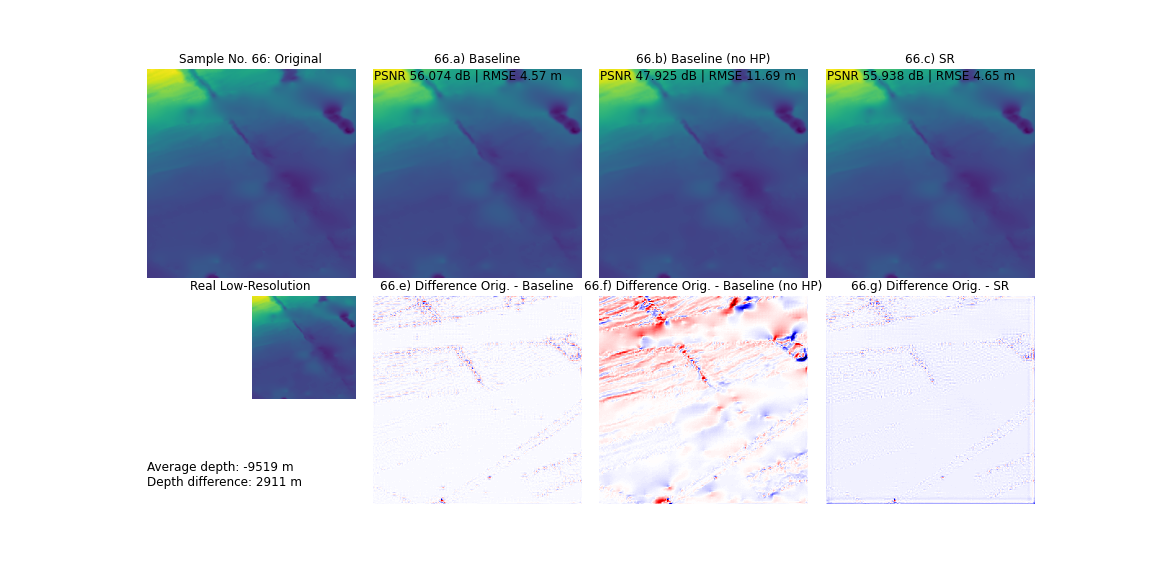 Sample No. 66: Original
66.a) Baseline
66.b) Baseline (no HP)
66.c) SR
PSNR 56.074 dB | RMSE 4.57 m
PSNR 47.925 dB | RMSE 11.69 m
PSNR 55.938 dB | RMSE 4.65 m
Real Low-Resolution
66.e) Difference Orig. - Baseline
66.f) Difference Orig. - Baseline (no HP)
66.g) Difference Orig. - SR
Average depth: -9519 m
Depth difference: 2911 m